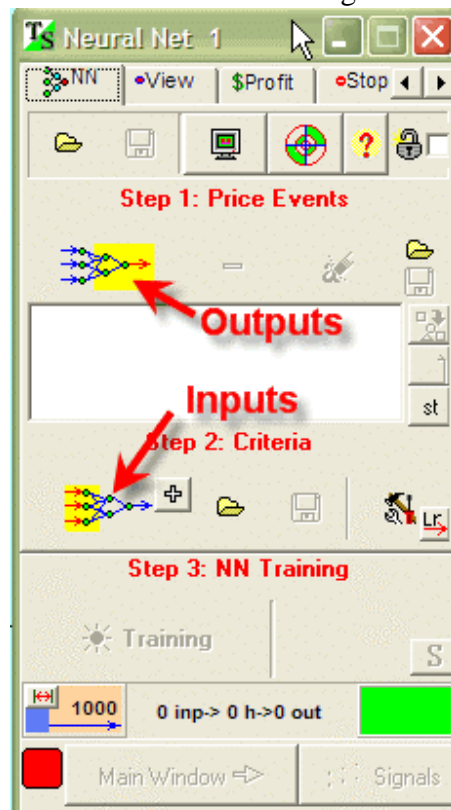 TS Neural Net 1
NN View $Profit Stop
?
Step 1: Price Events
Outputs
st
Inputs
Step 2: Criteria
Lr
Step 3: NN Training
Training
S
1000 0 inp-> 0 h->0 out
Main Window Signals